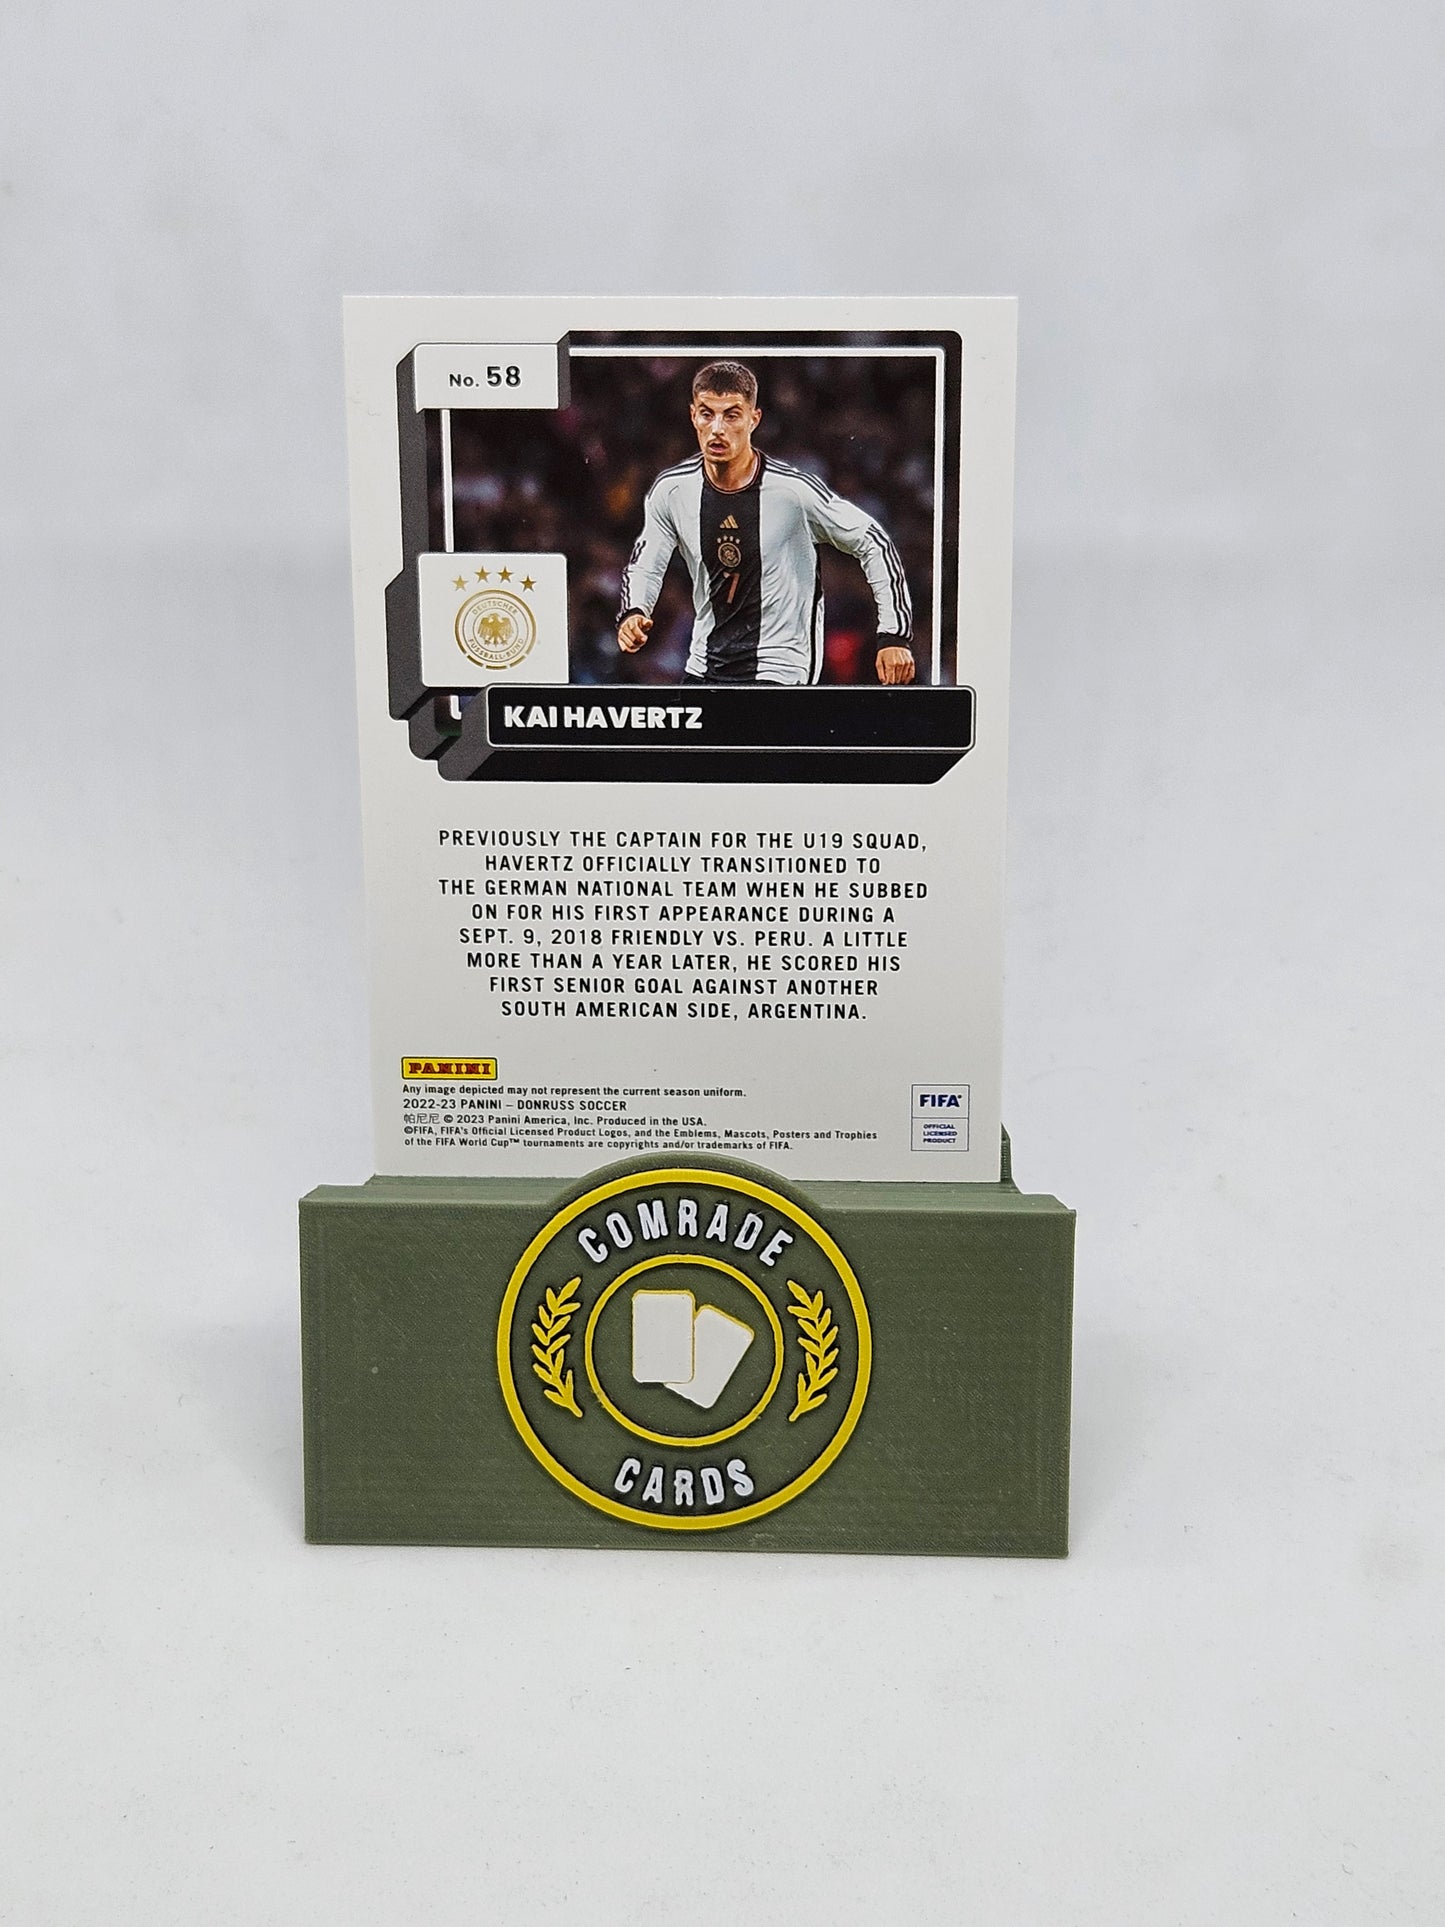 No. 58
DEUTSCHER
FUSSBALL-BUND
7
KAI HAVERTZ
PREVIOUSLY THE CAPTAIN FOR THE U19 SQUAD,
HAVERTZ OFFICIALLY TRANSITIONED TO
THE GERMAN NATIONAL TEAM WHEN HE SUBBED
ON FOR HIS FIRST APPEARANCE DURING A
SEPT. 9, 2018 FRIENDLY VS. PERU. A LITTLE
MORE THAN A YEAR LATER, HE SCORED HIS
FIRST SENIOR GOAL AGAINST ANOTHER
SOUTH AMERICAN SIDE, ARGENTINA.
PANINI
Any image depicted may not represent the current season uniform.
2022-23 PANINI – DONRUSS SOCCER
帕尼尼 © 2023 Panini America, Inc. Produced in the USA.
©FIFA, FIFA's Official Licensed Product Logos, and the Emblems, Mascots, Posters and Trophies
of the FIFA World Cup™ tournaments are copyrights and/or trademarks of FIFA.
FIFA®
OFFICIAL
LICENSED
PRODUCT
COMRADE
CARDS